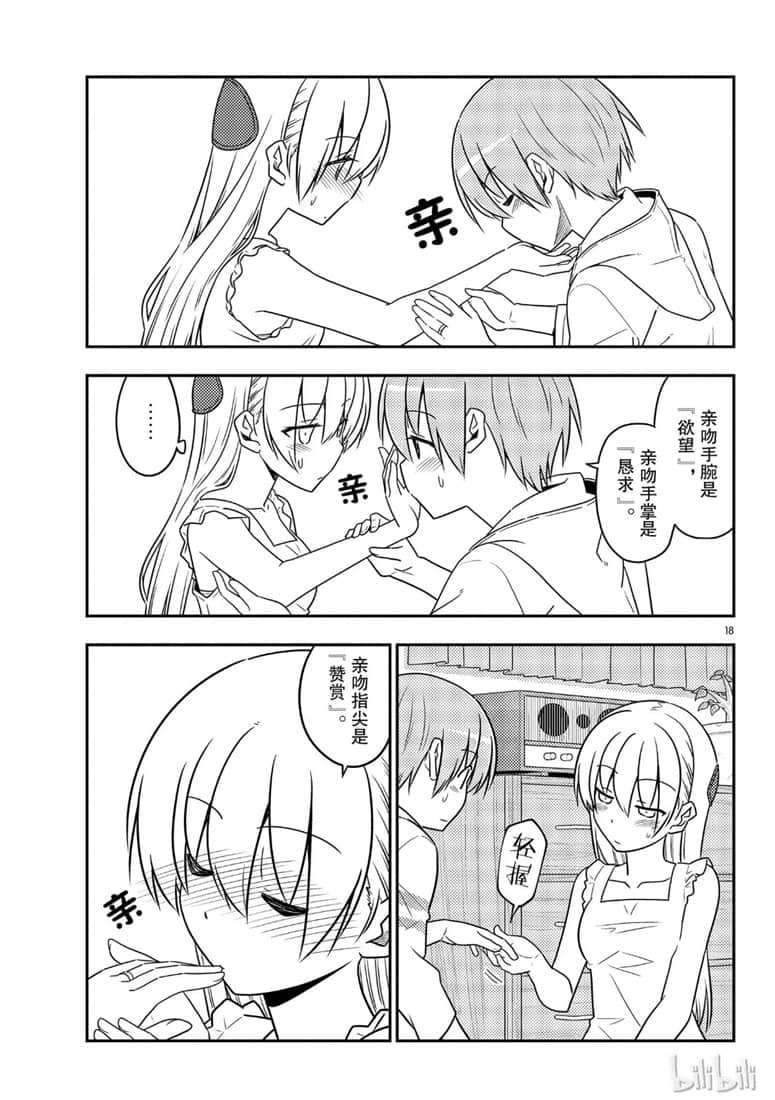 亲
亲吻手腕是
『欲望』，
亲吻手掌是
『恳求』。
亲
……
18
轻握
亲吻指尖是
『赞赏』。
亲
bilibili